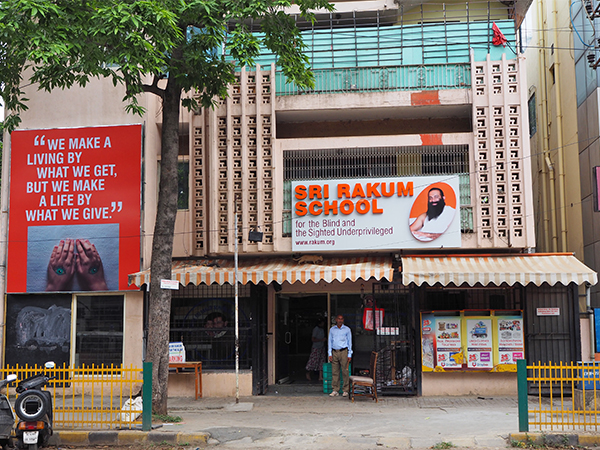 “WE MAKE A
LIVING BY
WHAT WE GET,
BUT WE MAKE
A LIFE BY
WHAT WE GIVE.”
SRI RAKUM
SCHOOL
for the Blind and
the Sighted Underprivileged
www.rakum.org